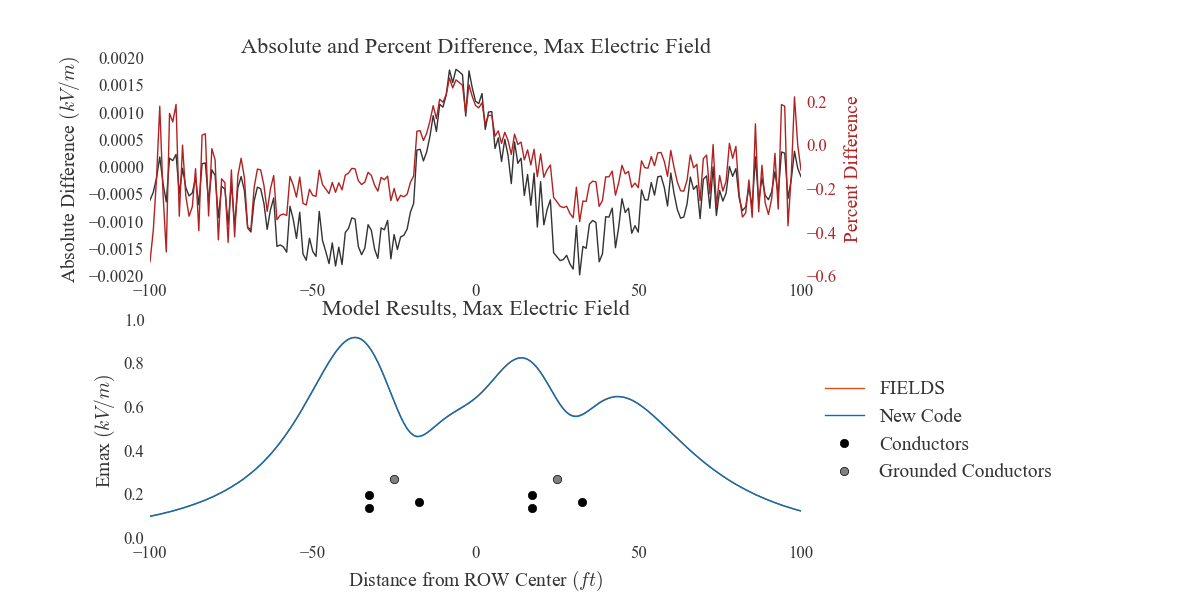 Absolute and Percent Difference, Max Electric Field
Absolute Difference (kV/m)
0.0020
0.0015
0.0010
0.0005
0.0000
−0.0005
−0.0010
−0.0015
−0.0020
0.2
0.0
−0.2
−0.4
−0.6
Percent Difference
−100 −50 0 50 100
Model Results, Max Electric Field
Emax (kV/m)
1.0
0.8
0.6
0.4
0.2
0.0
−100 −50 0 50 100
Distance from ROW Center (ft)
FIELDS
New Code
Conductors
Grounded Conductors